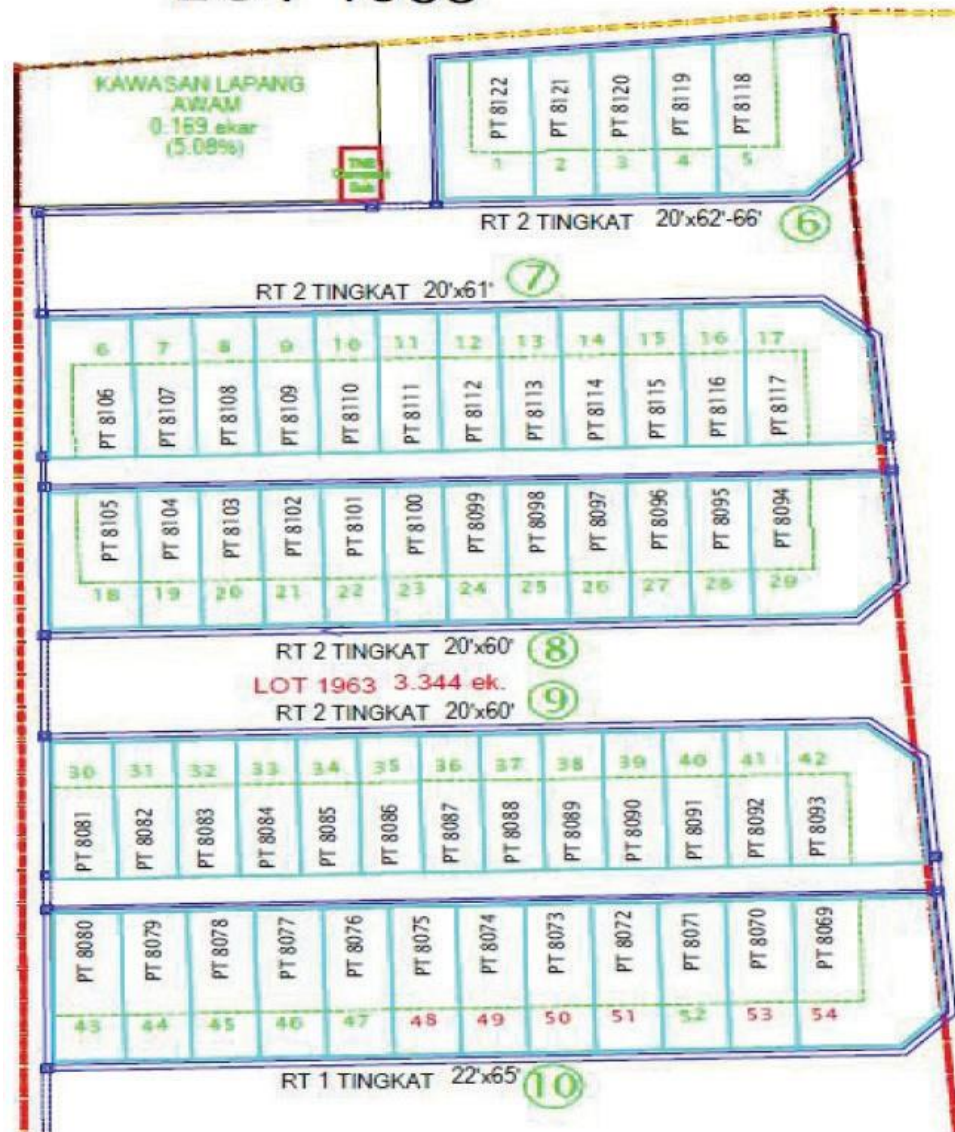 KAWASAN LAPANG
AWAM
0.169 ekar
(5.08%)
TNB
Sub
PT 8122 PT 8121 PT 8120 PT 8119 PT 8118
1 2 3 4 5
RT 2 TINGKAT 20'x62'-66' 6
RT 2 TINGKAT 20'x61' 7
6 7 8 9 10 11 12 13 14 15 16 17
PT 8106 PT 8107 PT 8108 PT 8109 PT 8110 PT 8111 PT 8112 PT 8113 PT 8114 PT 8115 PT 8116 PT 8117
PT 8105 PT 8104 PT 8103 PT 8102 PT 8101 PT 8100 PT 8099 PT 8098 PT 8097 PT 8096 PT 8095 PT 8094
18 19 20 21 22 23 24 25 26 27 28 29
RT 2 TINGKAT 20'x60' 8
LOT 1963 3.344 ek.
RT 2 TINGKAT 20'x60' 9
30 31 32 33 34 35 36 37 38 39 40 41 42
PT 8081 PT 8082 PT 8083 PT 8084 PT 8085 PT 8086 PT 8087 PT 8088 PT 8089 PT 8090 PT 8091 PT 8092 PT 8093
PT 8080 PT 8079 PT 8078 PT 8077 PT 8076 PT 8075 PT 8074 PT 8073 PT 8072 PT 8071 PT 8070 PT 8069
43 44 45 46 47 48 49 50 51 52 53 54
RT 1 TINGKAT 22'x65' 10